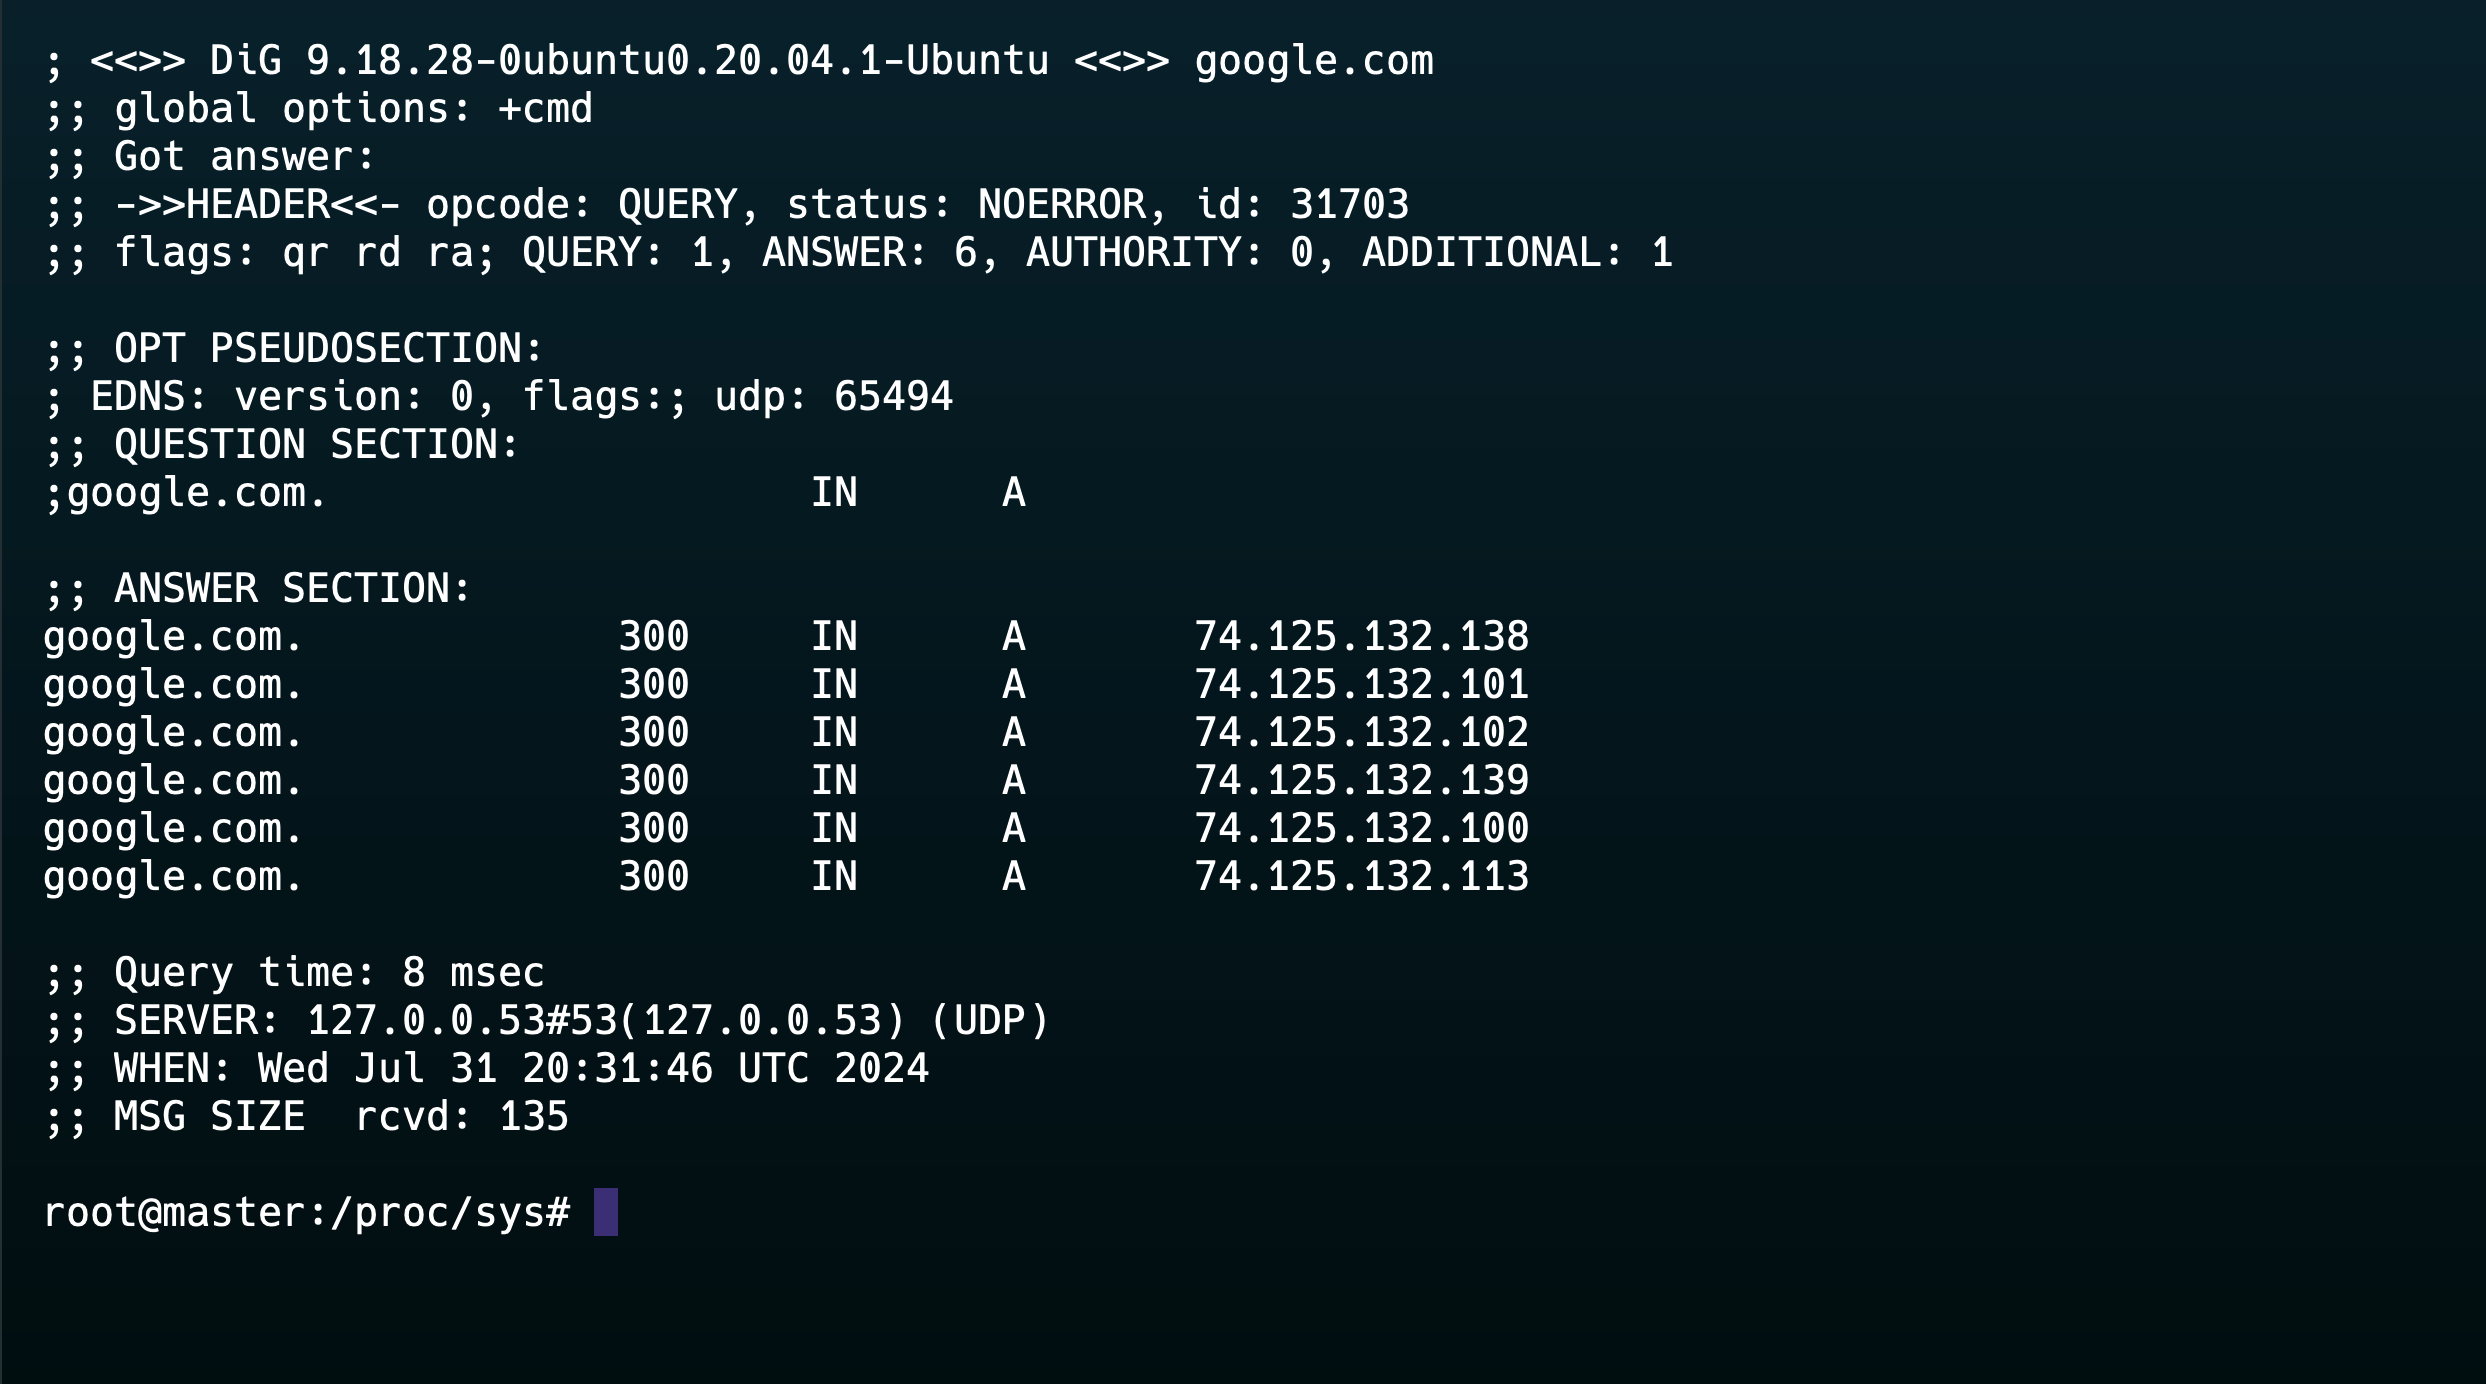 ; <<>> DiG 9.18.28-0ubuntu0.20.04.1-Ubuntu <<>> google.com
;; global options: +cmd
;; Got answer:
;; ->>HEADER<<- opcode: QUERY, status: NOERROR, id: 31703
;; flags: qr rd ra; QUERY: 1, ANSWER: 6, AUTHORITY: 0, ADDITIONAL: 1

;; OPT PSEUDOSECTION:
; EDNS: version: 0, flags:; udp: 65494
;; QUESTION SECTION:
;google.com.                    IN      A

;; ANSWER SECTION:
google.com.             300     IN      A       74.125.132.138
google.com.             300     IN      A       74.125.132.101
google.com.             300     IN      A       74.125.132.102
google.com.             300     IN      A       74.125.132.139
google.com.             300     IN      A       74.125.132.100
google.com.             300     IN      A       74.125.132.113

;; Query time: 8 msec
;; SERVER: 127.0.0.53#53(127.0.0.53) (UDP)
;; WHEN: Wed Jul 31 20:31:46 UTC 2024
;; MSG SIZE  rcvd: 135

root@master:/proc/sys#